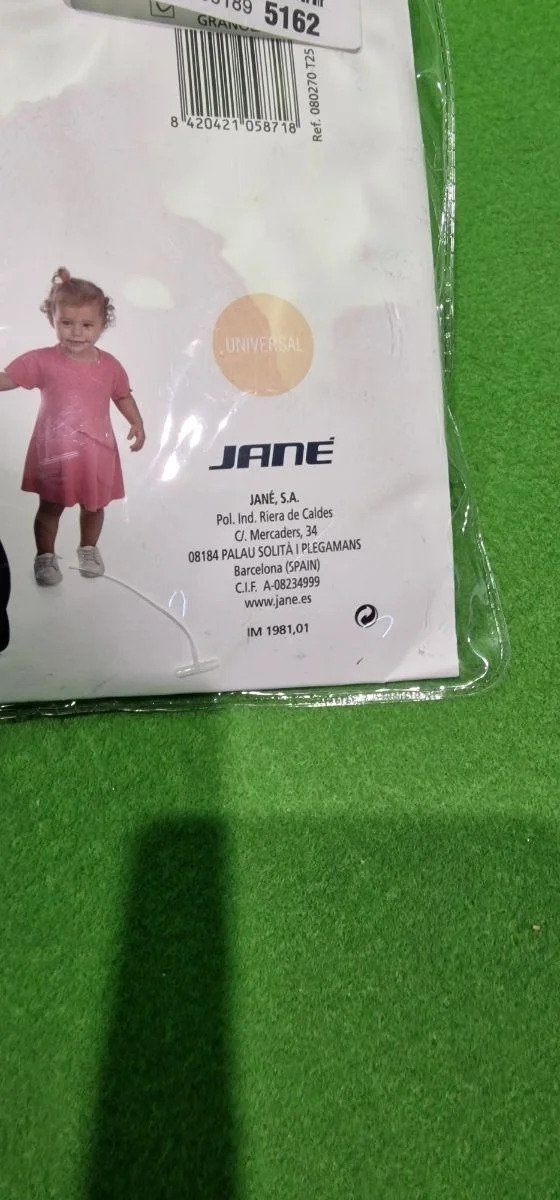 5162
8 420421 058718
Ref. 080270 T25
UNIVERSAL
JANÉ
JANÉ, S.A.
Pol. Ind. Riera de Caldes
C/. Mercaders, 34
08184 PALAU SOLITÀ I PLEGAMANS
Barcelona (SPAIN)
C.I.F. A-08234999
www.jane.es
IM 1981,01